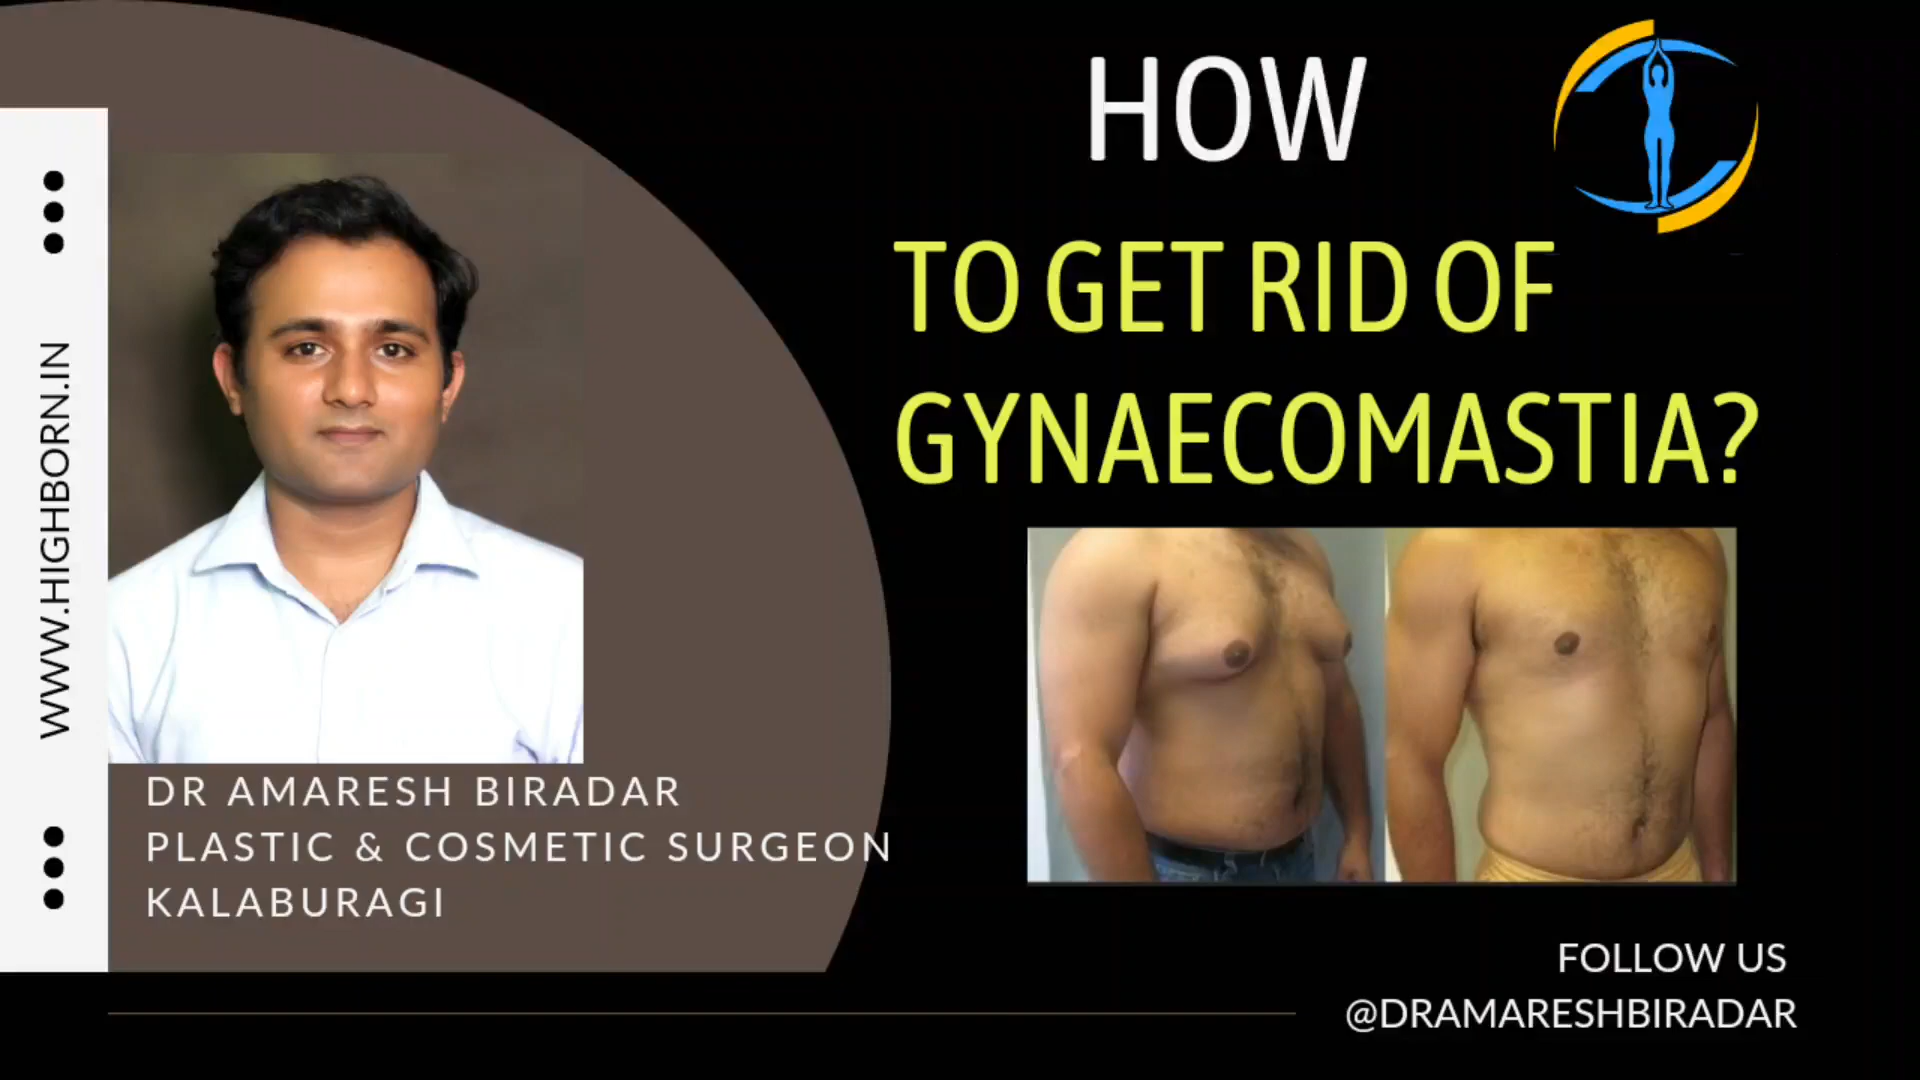 WWW.HIGHBORN.IN
DR AMARESH BIRADAR
PLASTIC & COSMETIC SURGEON
KALABURAGI
HOW
TO GET RID OF
GYNAECOMASTIA?
FOLLOW US
@DRAMARESHBIRADAR